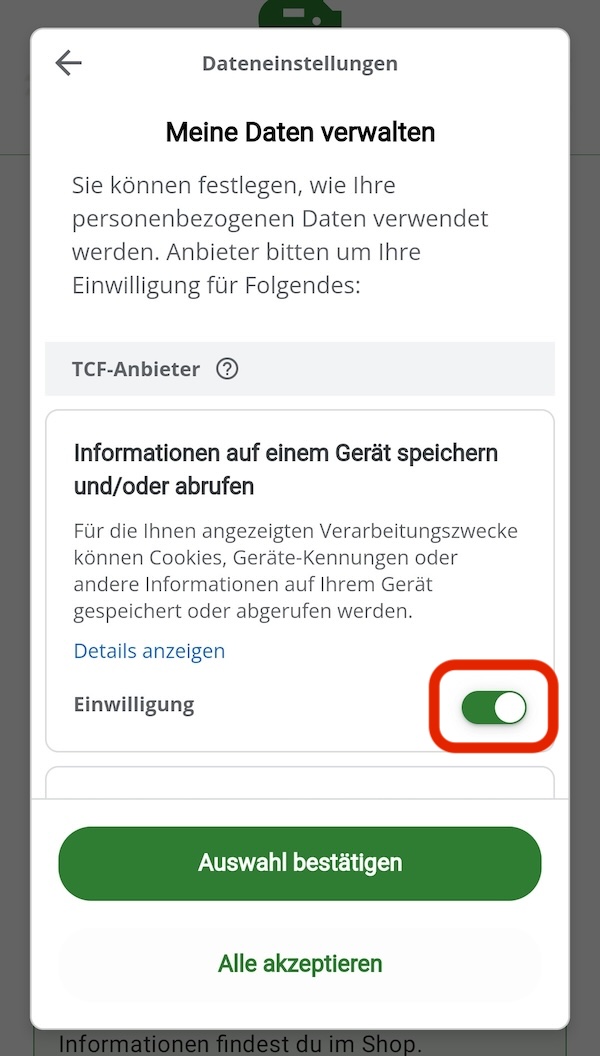 Dateneinstellungen
Meine Daten verwalten
Sie können festlegen, wie Ihre
personenbezogenen Daten verwendet
werden. Anbieter bitten um Ihre
Einwilligung für Folgendes:
TCF-Anbieter ?
Informationen auf einem Gerät speichern
und/oder abrufen
Für die Ihnen angezeigten Verarbeitungszwecke
können Cookies, Geräte-Kennungen oder
andere Informationen auf Ihrem Gerät
gespeichert oder abgerufen werden.
Details anzeigen
Einwilligung
Auswahl bestätigen
Alle akzeptieren
Informationen findest du im Shop.